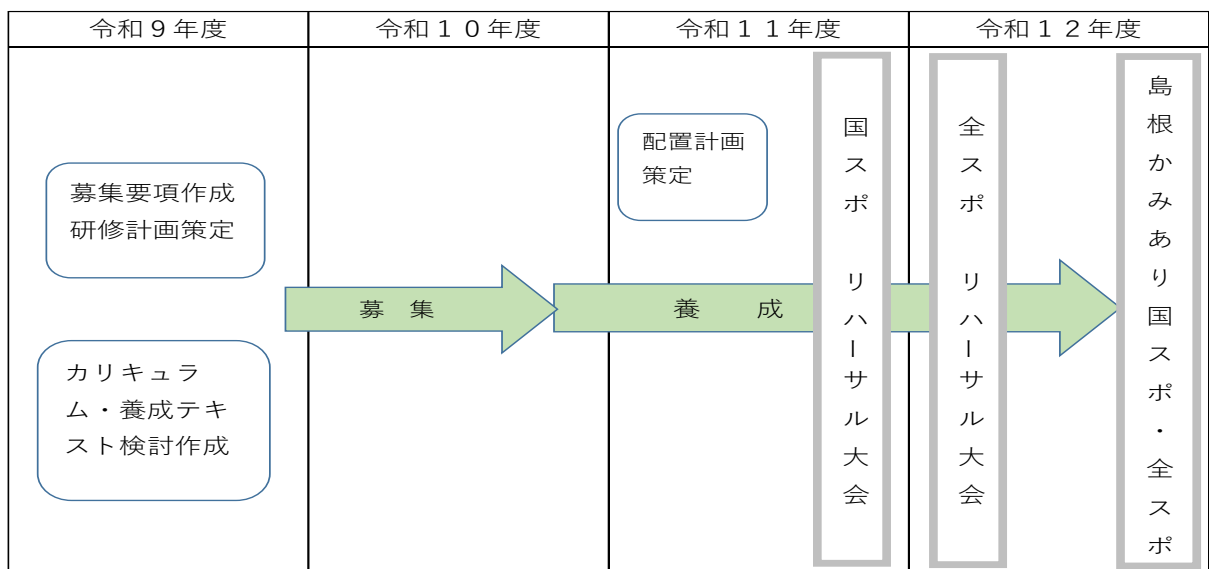 令和９年度
令和１０年度
令和１１年度
令和１２年度
募集要項作成
研修計画策定
カリキュラ
ム・養成テキ
スト検討作成
募 集
配置計画
策定
養 成
国スポ リハーサル大会
全スポ リハーサル大会
島根かみあり国スポ・全スポ